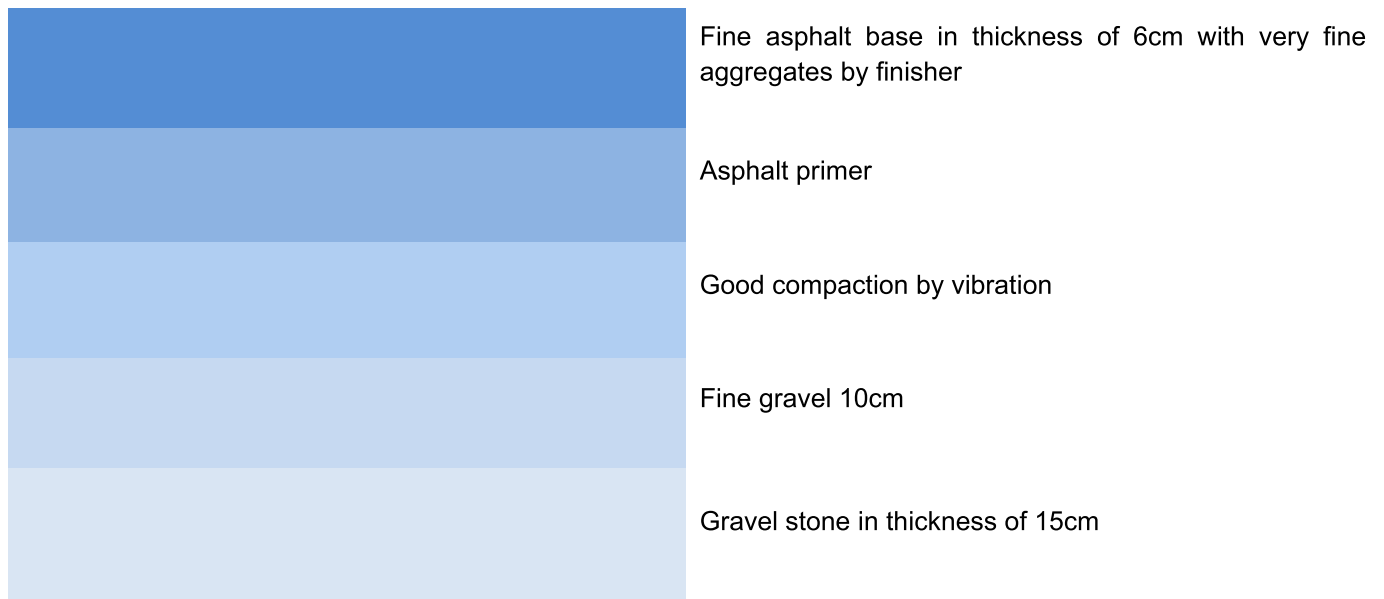 Fine asphalt base in thickness of 6cm with very fine
aggregates by finisher
Asphalt primer
Good compaction by vibration
Fine gravel 10cm
Gravel stone in thickness of 15cm